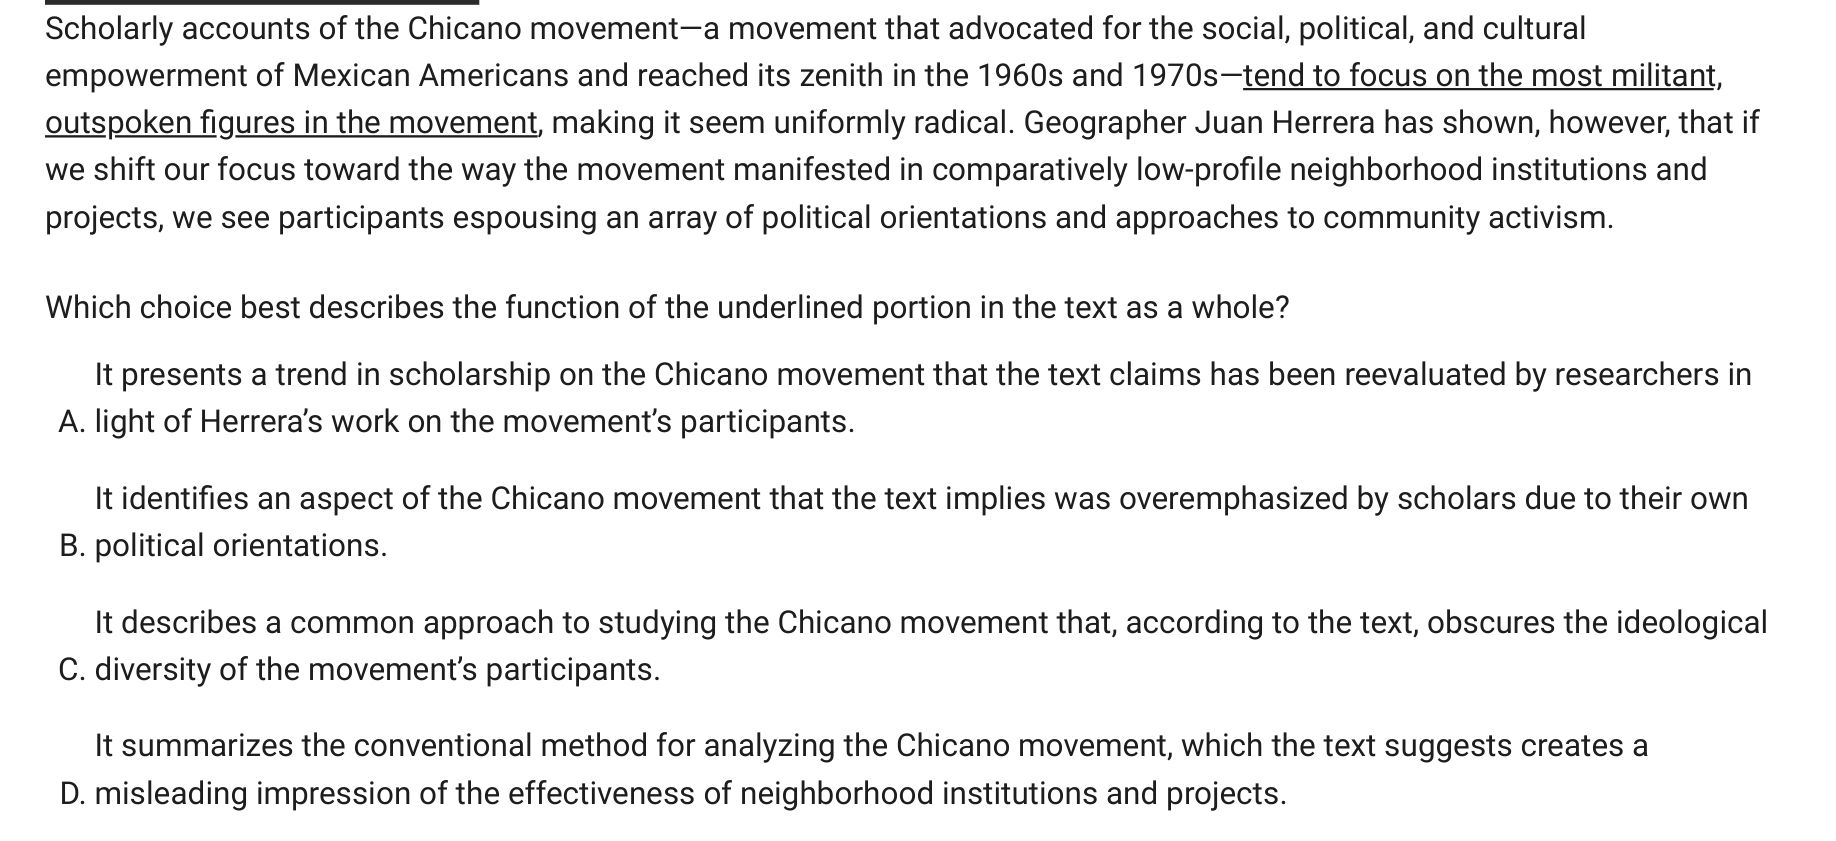 Scholarly accounts of the Chicano movement—a movement that advocated for the social, political, and cultural
empowerment of Mexican Americans and reached its zenith in the 1960s and 1970s—tend to focus on the most militant,
outspoken figures in the movement, making it seem uniformly radical. Geographer Juan Herrera has shown, however, that if
we shift our focus toward the way the movement manifested in comparatively low-profile neighborhood institutions and
projects, we see participants espousing an array of political orientations and approaches to community activism.
Which choice best describes the function of the underlined portion in the text as a whole?
It presents a trend in scholarship on the Chicano movement that the text claims has been reevaluated by researchers in
A. light of Herrera's work on the movement's participants.
It identifies an aspect of the Chicano movement that the text implies was overemphasized by scholars due to their own
B. political orientations.
It describes a common approach to studying the Chicano movement that, according to the text, obscures the ideological
C. diversity of the movement's participants.
It summarizes the conventional method for analyzing the Chicano movement, which the text suggests creates a
D. misleading impression of the effectiveness of neighborhood institutions and projects.